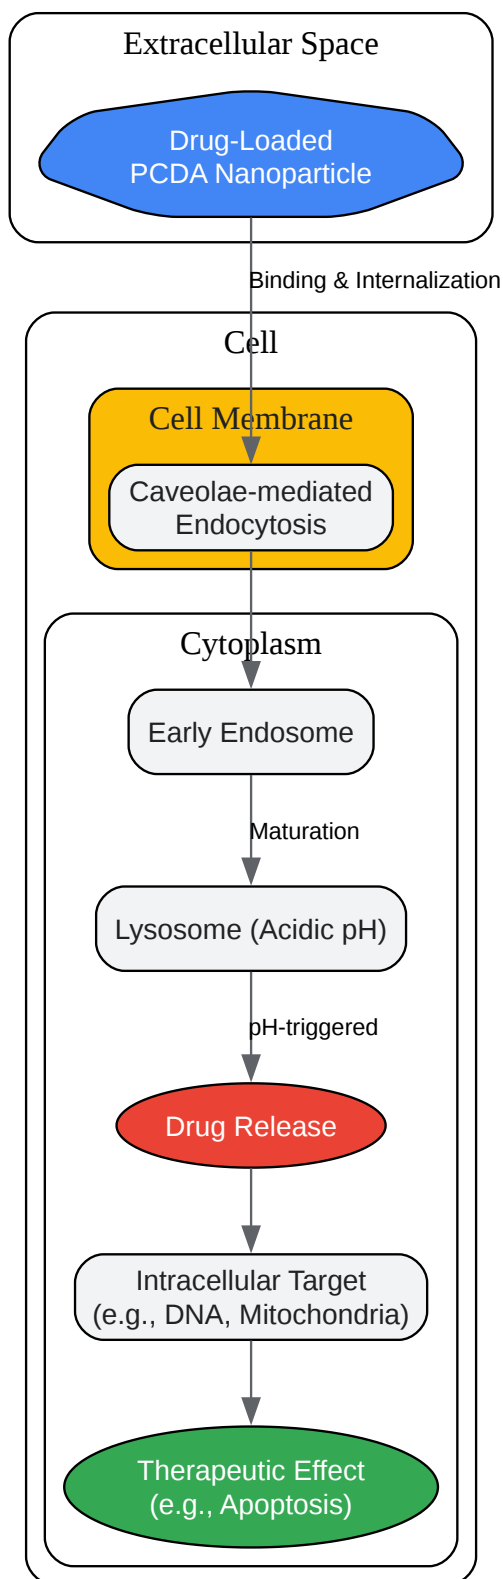 Extracellular Space
Drug-Loaded
PCDA Nanoparticle
Binding & Internalization
Cell
Cell Membrane
Caveolae-mediated
Endocytosis
Cytoplasm
Early Endosome
Maturation
Lysosome (Acidic pH)
pH-triggered
Drug Release
Intracellular Target
(e.g., DNA, Mitochondria)
Therapeutic Effect
(e.g., Apoptosis)